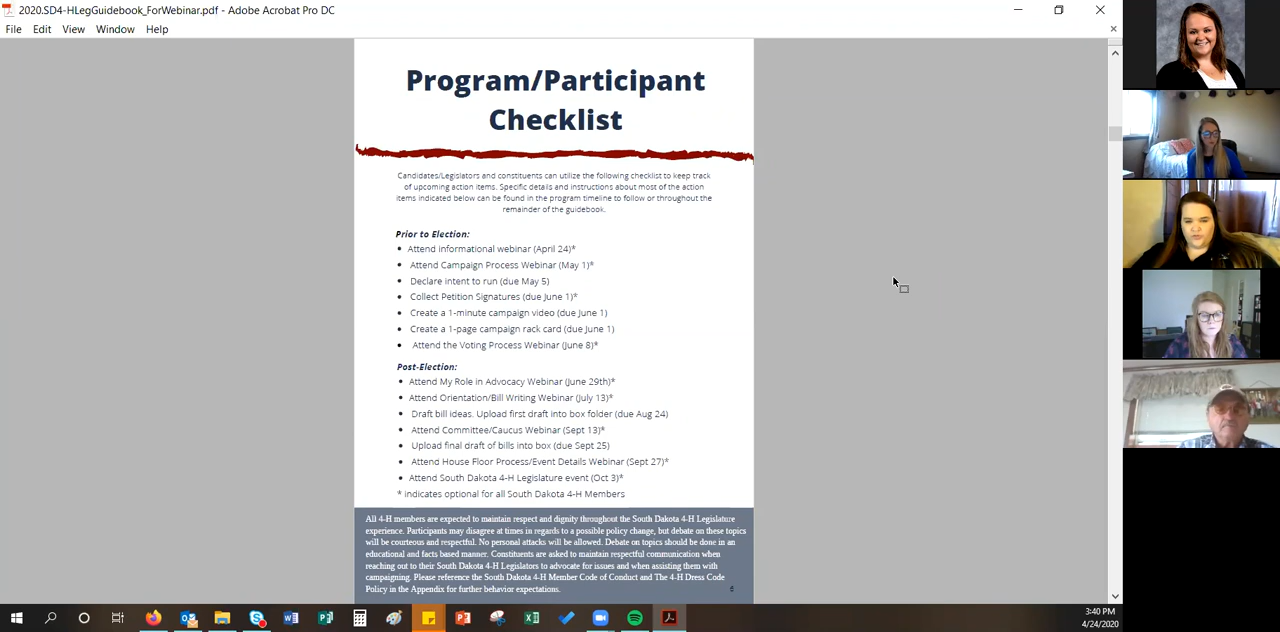 2020.SD4-HLegGuidebook_ForWebinar.pdf - Adobe Acrobat Pro DC
File Edit View Window Help
Program/Participant
Checklist
Candidates/Legislators and constituents can utilize the following checklist to keep track
of upcoming action items. Specific details and instructions about most of the action
items indicated below can be found in the program timeline to follow or throughout the
remainder of the guidebook.
Prior to Election:
• Attend informational webinar (April 24)*
• Attend Campaign Process Webinar (May 1)*
• Declare intent to run (due May 5)
• Collect Petition Signatures (due June 1)*
• Create a 1-minute campaign video (due June 1)
• Create a 1-page campaign rack card (due June 1)
• Attend the Voting Process Webinar (June 8)*
Post-Election:
• Attend My Role in Advocacy Webinar (June 29th)*
• Attend Orientation/Bill Writing Webinar (July 13)*
• Draft bill ideas. Upload first draft into box folder (due Aug 24)
• Attend Committee/Caucus Webinar (Sept 13)*
• Upload final draft of bills into box (due Sept 25)
• Attend House Floor Process/Event Details Webinar (Sept 27)*
• Attend South Dakota 4-H Legislature event (Oct 3)*
* indicates optional for all South Dakota 4-H Members
All 4-H members are expected to maintain respect and dignity throughout the South Dakota 4-H Legislature
experience. Participants may disagree at times in regards to a possible policy change, but debate on these topics
will be courteous and respectful. No personal attacks will be allowed. Debate on topics should be done in an
educational and facts based manner. Constituents are asked to maintain respectful communication when
reaching out to their South Dakota 4-H Legislators to advocate for issues and when assisting them with
campaigning. Please reference the South Dakota 4-H Member Code of Conduct and The 4-H Dress Code
Policy in the Appendix for further behavior expectations.
6
3:40 PM
4/24/2020